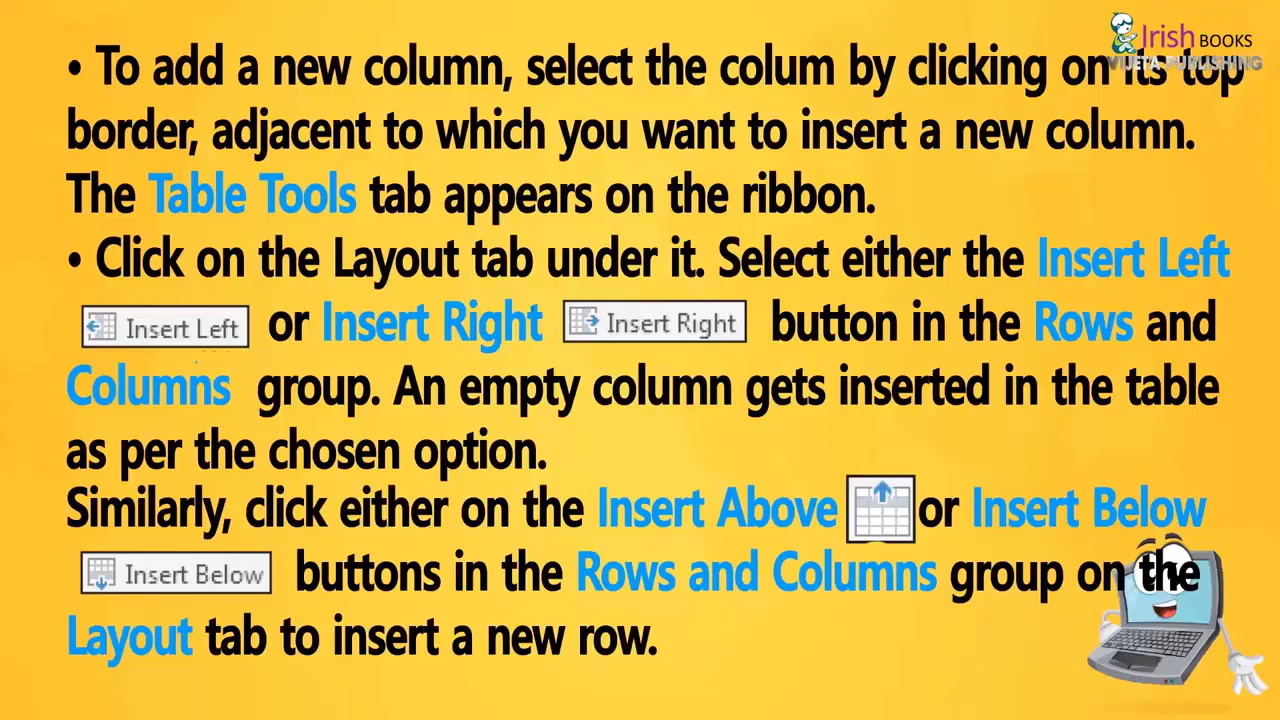 Irish BOOKS
VIJETA PUBLISHING
• To add a new column, select the colum by clicking on its top
border, adjacent to which you want to insert a new column.
The Table Tools tab appears on the ribbon.
• Click on the Layout tab under it. Select either the Insert Left
Insert Left or Insert Right Insert Right button in the Rows and
Columns group. An empty column gets inserted in the table
as per the chosen option.
Similarly, click either on the Insert Above or Insert Below
Insert Below buttons in the Rows and Columns group on the
Layout tab to insert a new row.